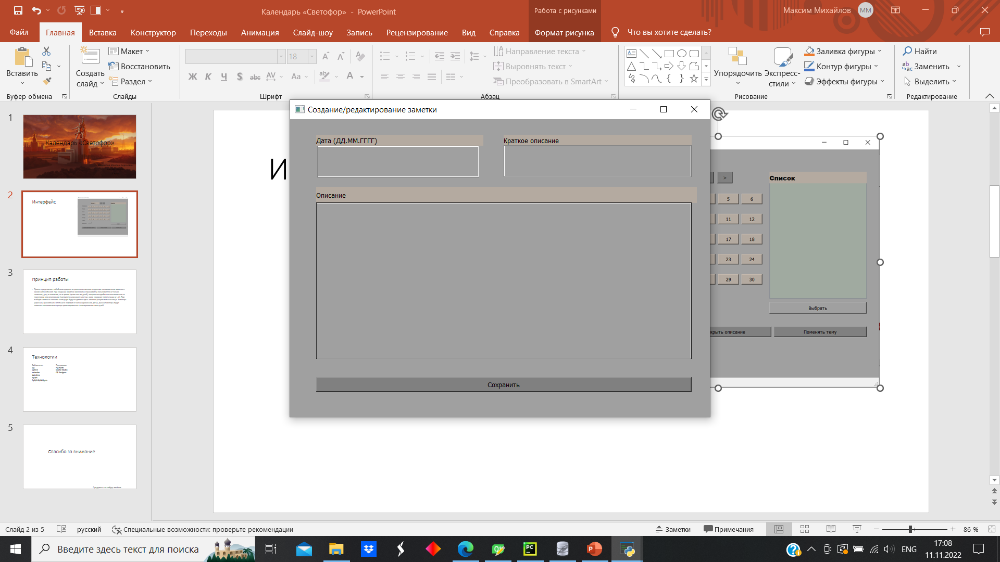 Календарь «Светофор» - PowerPoint
Работа с рисунками
Максим Михайлов
ММ
Файл
Главная
Вставка
Конструктор
Переходы
Анимация
Слайд-шоу
Запись
Рецензирование
Вид
Справка
Формат рисунка
Что вы хотите сделать?
Вставить
Буфер обмена
Создать слайд
Макет
Восстановить
Раздел
Слайды
18
Ж К Ч S abc AV Aa А
Шрифт
Направление текста
Выровнять текст
Преобразовать в SmartArt
Абзац
Упорядочить
Экспресс-стили
Заливка фигуры
Контур фигуры
Эффекты фигуры
Рисование
Найти
Заменить
Выделить
Редактирование
1
Календарь «Светофор»
2
Интерфейс
3
Принцип работы
4
Технологии
5
Спасибо за внимание
И
Создание/редактирование заметки
Дата (ДД.ММ.ГГГГ)
Краткое описание
Описание
Сохранить
>
Список
5 6
11 12
17 18
23 24
29 30
Выбрать
крыть описание
Поменять тему
Слайд 2 из 5
русский
Специальные возможности: проверьте рекомендации
Заметки
Примечания
86 %
Введите здесь текст для поиска
ENG
17:08
11.11.2022